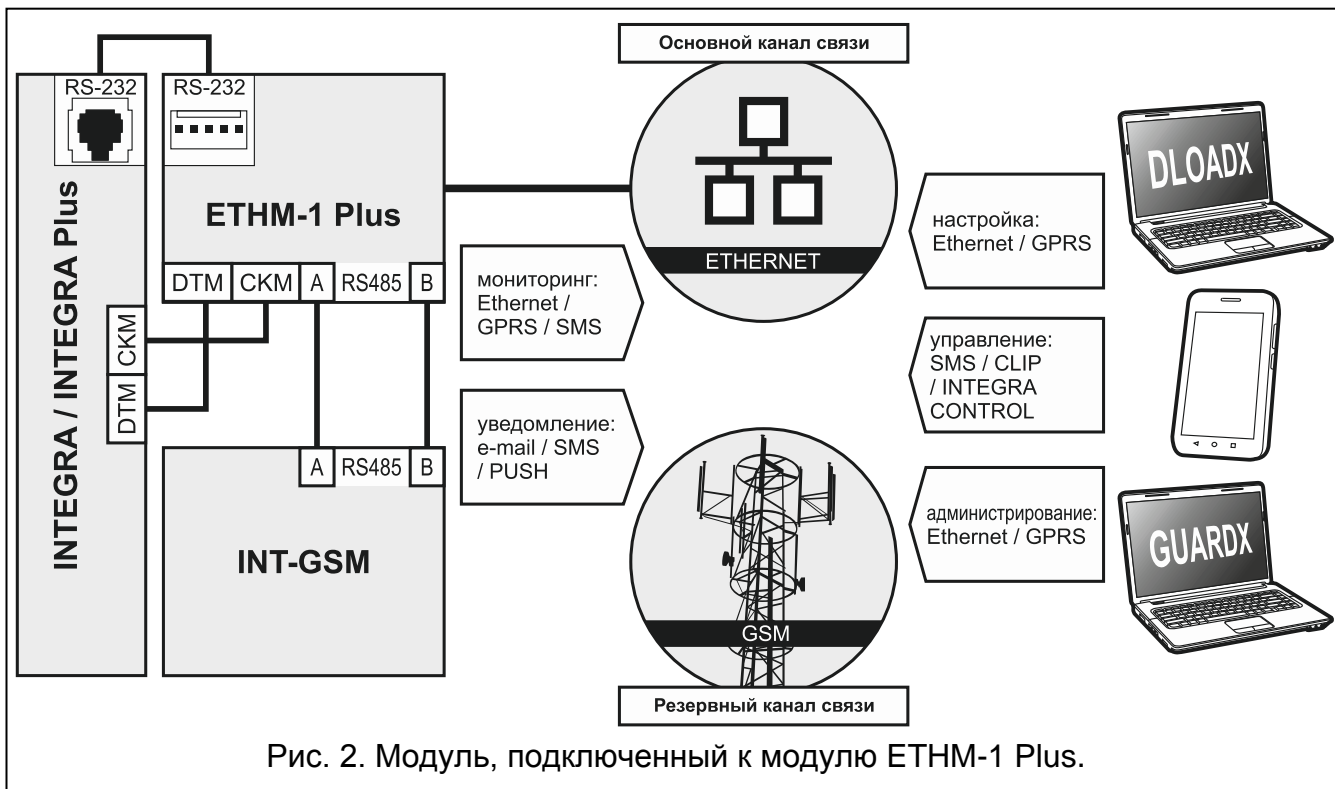 Основной канал связи
RS-232
RS-232
INTEGRA / INTEGRA Plus
ETHM-1 Plus
DTM
CKM
A
RS485
B
CKM
DTM
A
RS485
B
INT-GSM
мониторинг:
Ethernet /
GPRS / SMS
уведомление:
e-mail / SMS
/ PUSH
ETHERNET
GSM
Резервный канал связи
настройка:
Ethernet / GPRS
управление:
SMS / CLIP
/ INTEGRA
CONTROL
администрирование:
Ethernet / GPRS
DLOADX
GUARDX
Рис. 2. Модуль, подключенный к модулю ETHM-1 Plus.